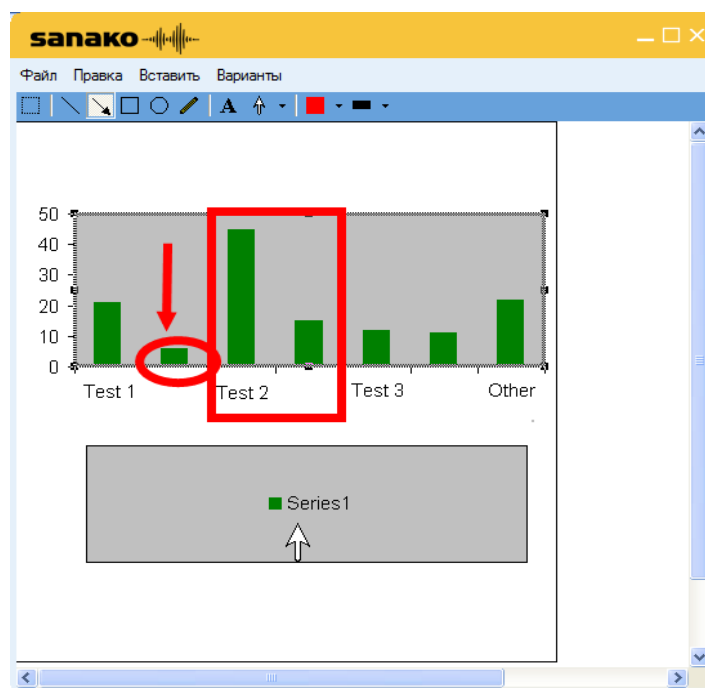 sanako
Файл Правка Вставить Варианты
A
50
40
30
20
10
0
Test 1 Test 2 Test 3 Other
Series1